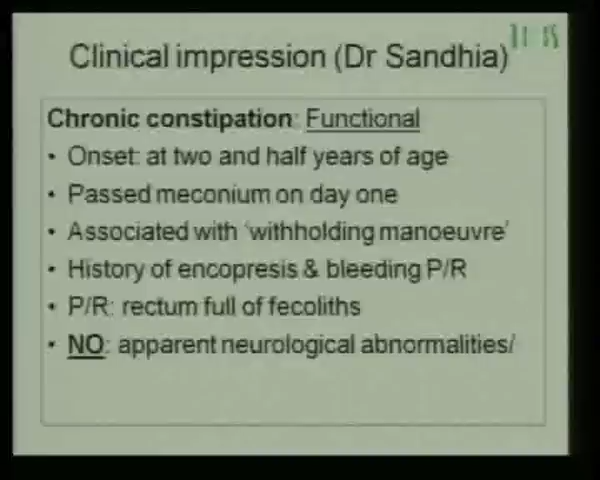 Clinical impression (Dr Sandhia)
Chronic constipation: Functional
• Onset: at two and half years of age
• Passed meconium on day one
• Associated with 'withholding manoeuvre'
• History of encopresis & bleeding P/R
• P/R: rectum full of fecoliths
• NO: apparent neurological abnormalities/